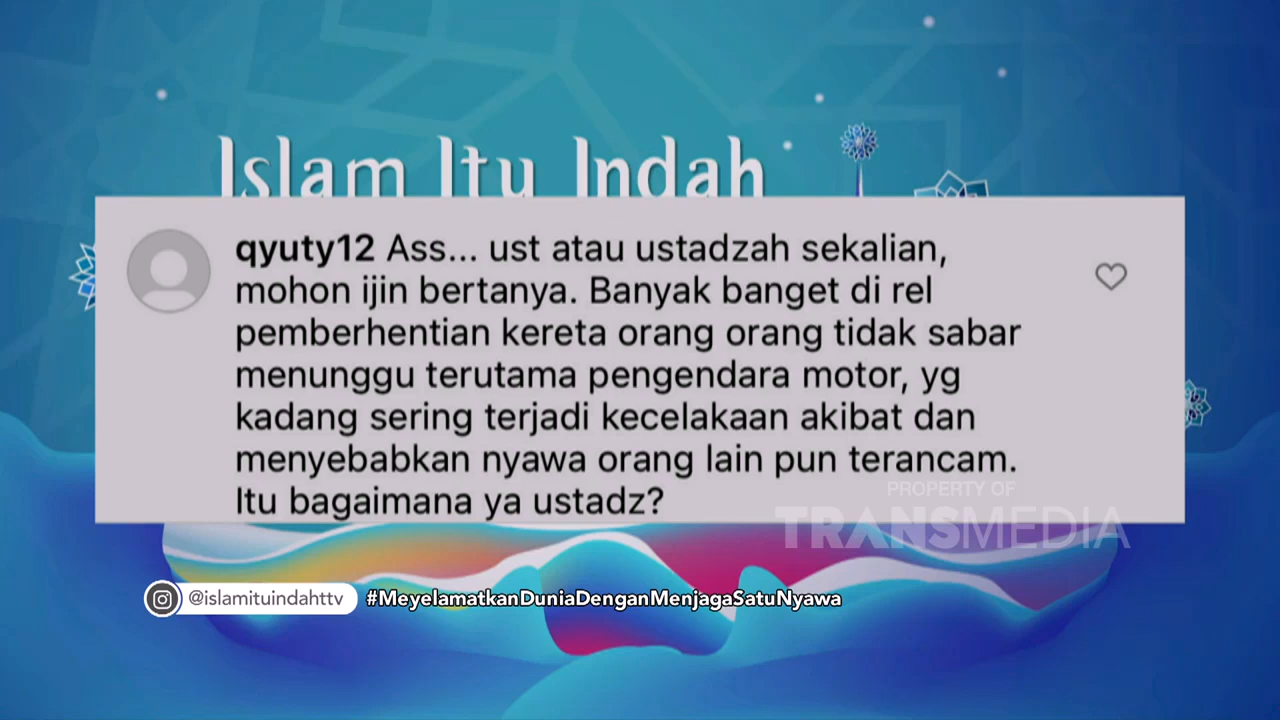 Islam Itu Indah
qyuty12 Ass... ust atau ustadzah sekalian,
mohon ijin bertanya. Banyak banget di rel
pemberhentian kereta orang orang tidak sabar
menunggu terutama pengendara motor, yg
kadang sering terjadi kecelakaan akibat dan
menyebabkan nyawa orang lain pun terancam.
Itu bagaimana ya ustadz?
PROPERTY OF
TRANSMEDIA
@islamituindahttv #MeyelamatkanDuniaDenganMenjagaSatuNyawa